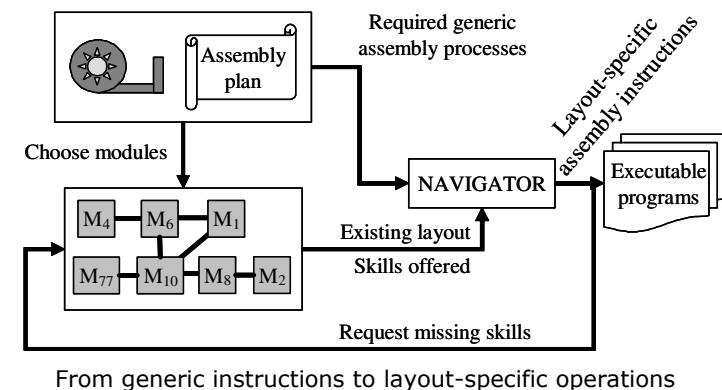 Required generic
assembly processes
Assembly
plan
Layout-specific
assembly instructions
Choose modules
Executable
programs
NAVIGATOR
M₄
M₆
M₁
Existing layout
Skills offered
M₇₇
M₁₀
M₈
M₂
Request missing skills
From generic instructions to layout-specific operations